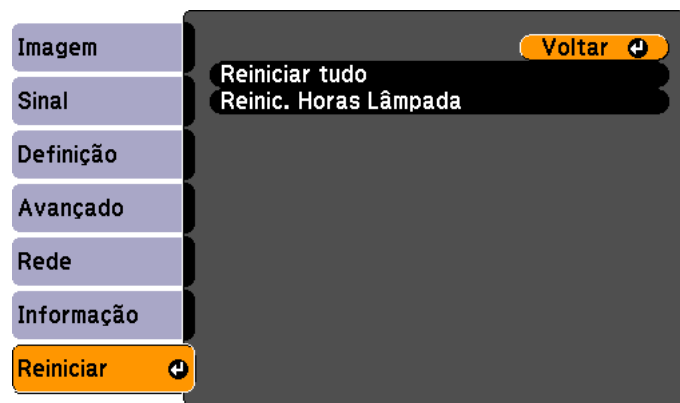 Imagem
Sinal
Definição
Avançado
Rede
Informação
Reiniciar
Voltar
Reiniciar tudo
Reinic. Horas Lâmpada